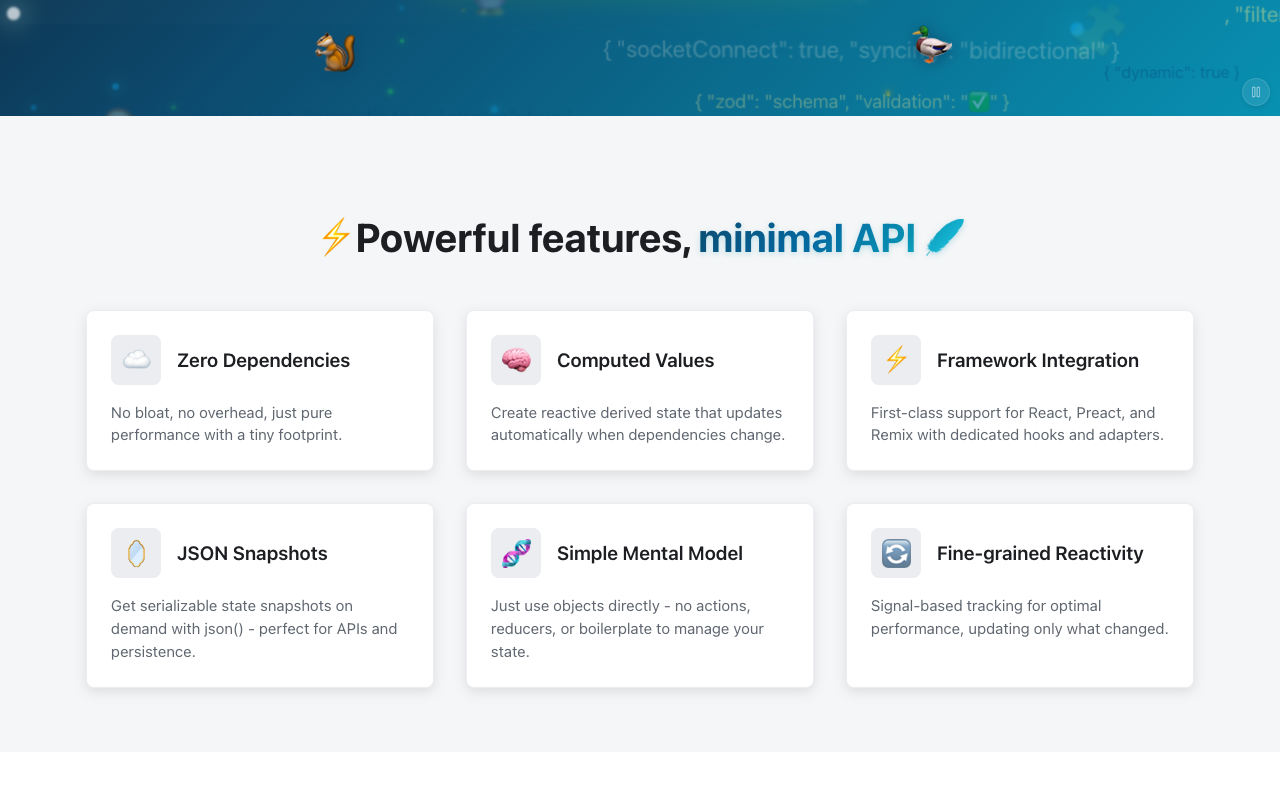 , "filte
{ "socketConnect": true, "syncin "bidirectional" }
{ "dynamic": true }
{ "zod": "schema", "validation": "✅" }
⚡Powerful features, minimal API
Zero Dependencies
No bloat, no overhead, just pure
performance with a tiny footprint.
Computed Values
Create reactive derived state that updates
automatically when dependencies change.
Framework Integration
First-class support for React, Preact, and
Remix with dedicated hooks and adapters.
JSON Snapshots
Get serializable state snapshots on
demand with json() - perfect for APIs and
persistence.
Simple Mental Model
Just use objects directly - no actions,
reducers, or boilerplate to manage your
state.
Fine-grained Reactivity
Signal-based tracking for optimal
performance, updating only what changed.